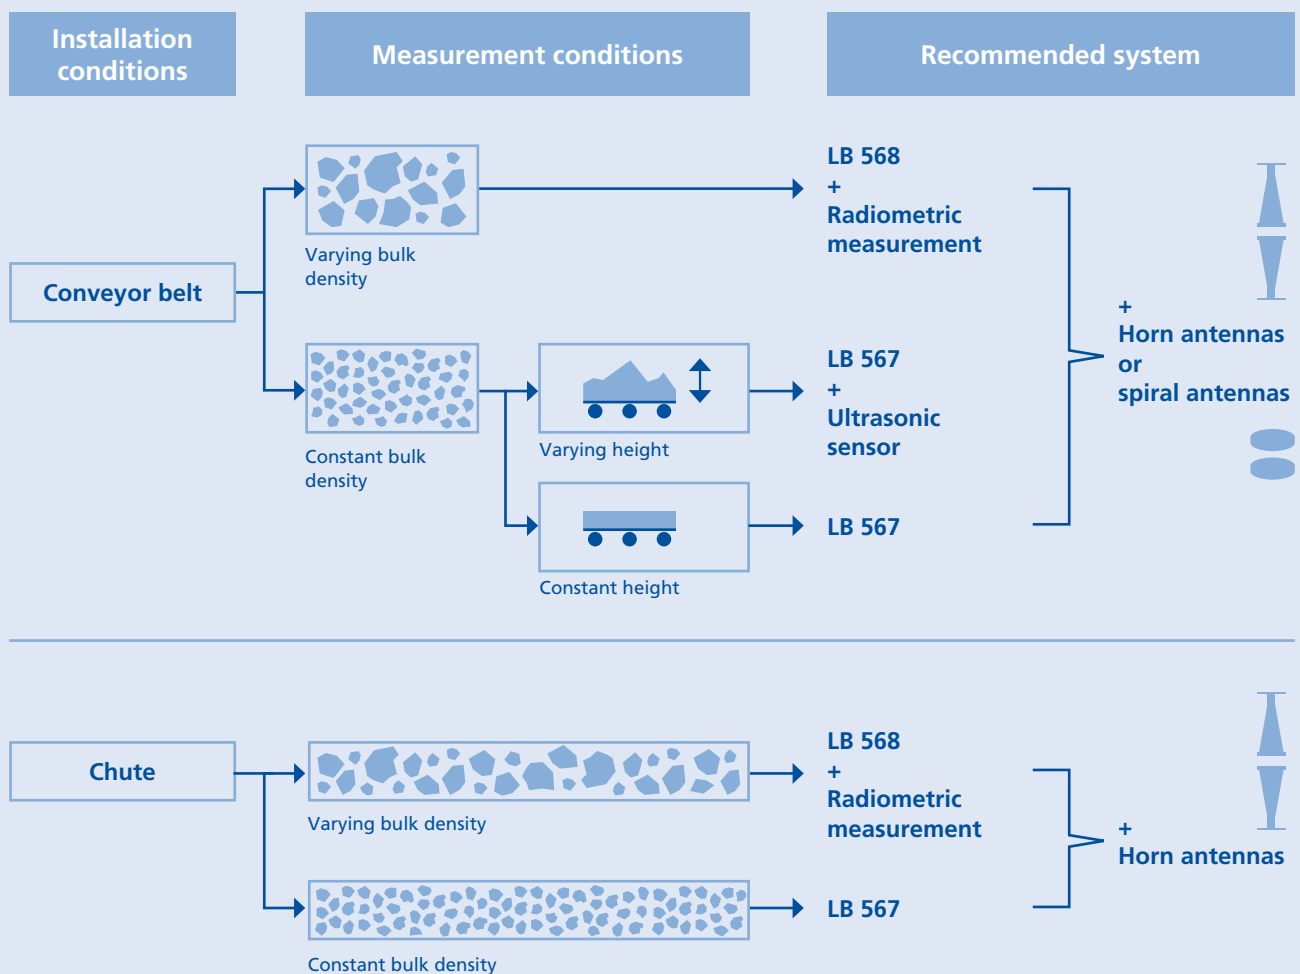 Installation
conditions
Measurement conditions
Recommended system
Conveyor belt
Varying bulk
density
LB 568
+
Radiometric
measurement
Constant bulk
density
Varying height
LB 567
+
Ultrasonic
sensor
Constant height
LB 567
+
Horn antennas
or
spiral antennas
Chute
Varying bulk density
LB 568
+
Radiometric
measurement
Constant bulk density
LB 567
+
Horn antennas